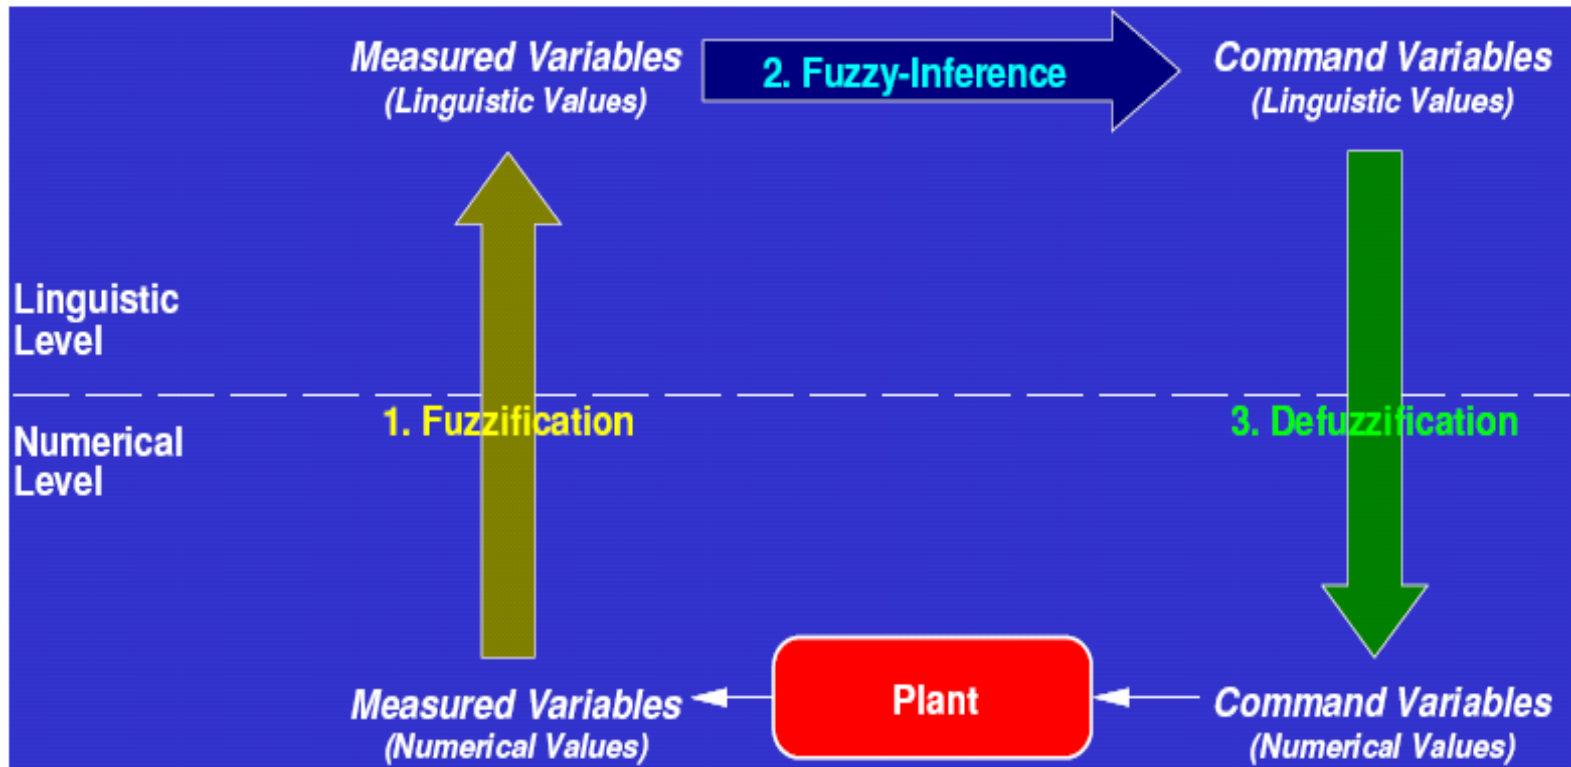 Measured Variables
(Linguistic Values)
2. Fuzzy-Inference
Command Variables
(Linguistic Values)
Linguistic
Level
1. Fuzzification
3. Defuzzification
Numerical
Level
Measured Variables
(Numerical Values)
Plant
Command Variables
(Numerical Values)